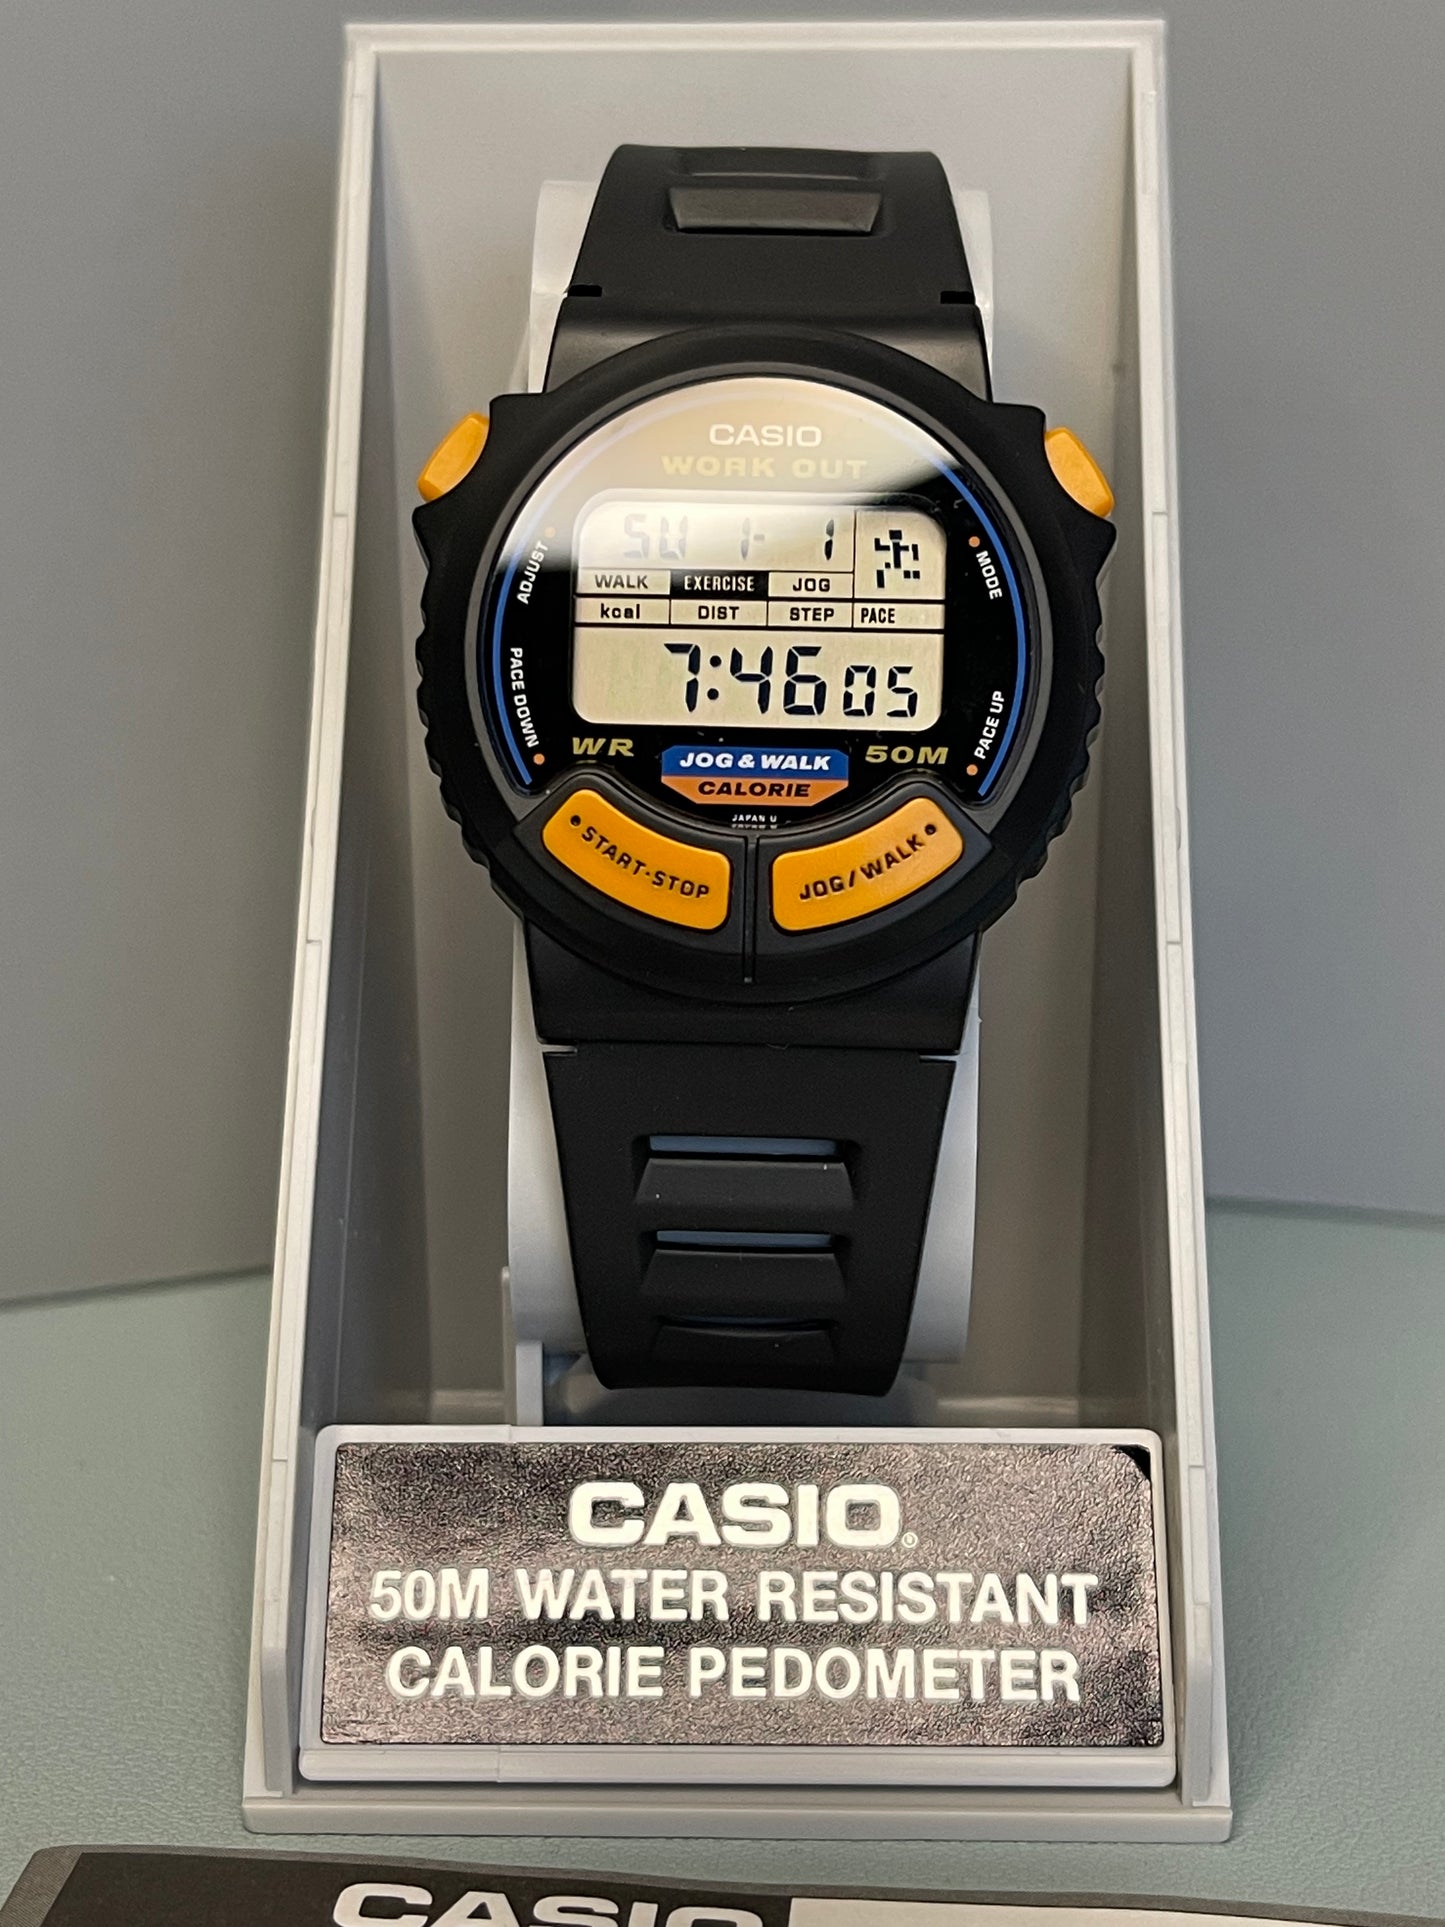 CASIO
WORK OUT
SU 1- 1
WALK EXERCISE JOG
kcal DIST STEP PACE
7:46 05
ADJUST
MODE
PACE DOWN
PACE UP
WR 50M
JOG & WALK
CALORIE
JAPAN U
START·STOP
JOG/WALK
CASIO®
50M WATER RESISTANT
CALORIE PEDOMETER
CASIO